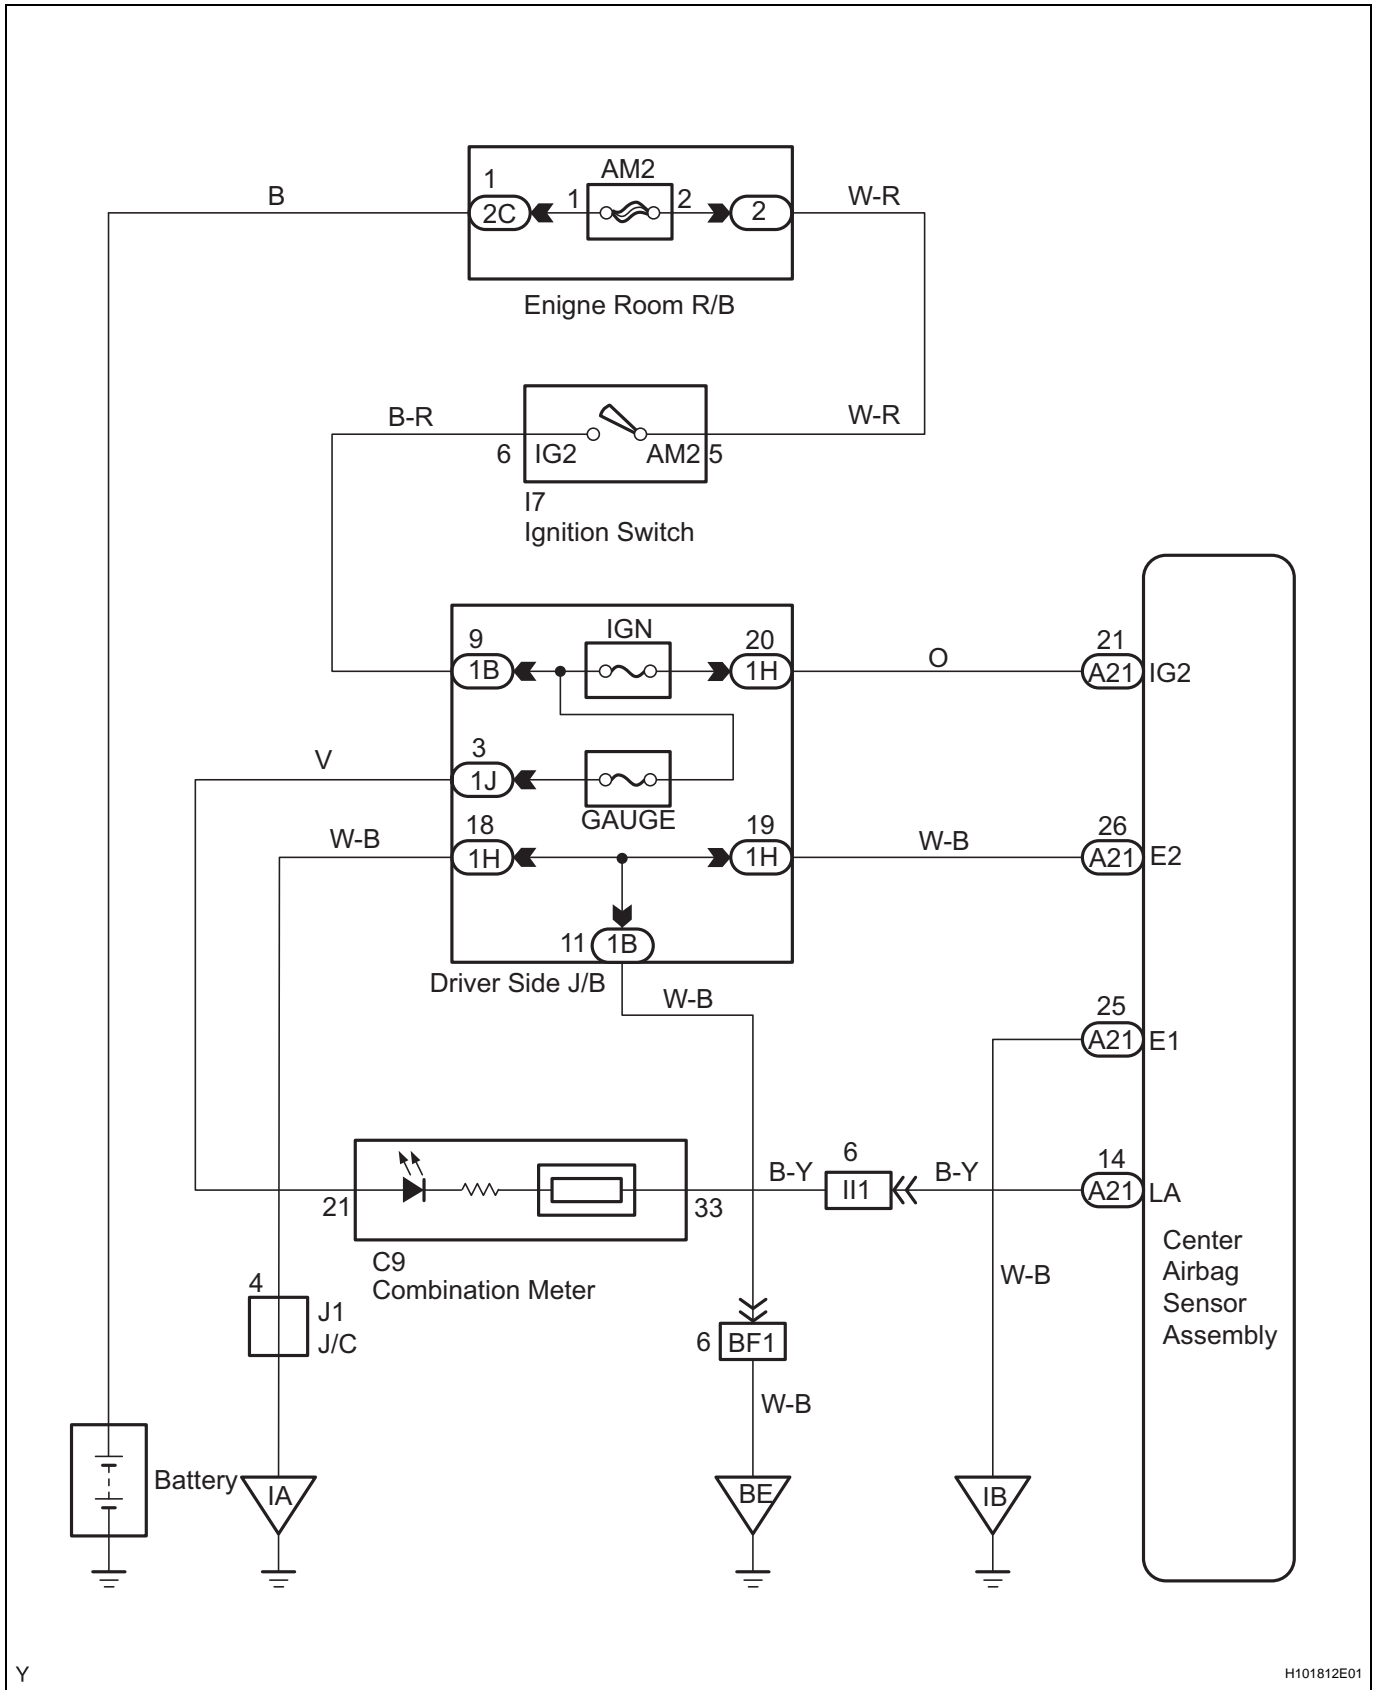 AM2
1
B
1
2
W-R
2C
2
Enigne Room R/B
B-R
W-R
6
IG2
AM2
5
I7
Ignition Switch
IGN
9
20
21
O
1B
1H
A21
IG2
3
V
1J
GAUGE
18
19
26
W-B
W-B
1H
1H
A21
E2
11
1B
Driver Side J/B
W-B
25
A21
E1
6
14
B-Y
B-Y
II1
A21
LA
21
33
C9
Combination Meter
Center
Airbag
Sensor
Assembly
W-B
4
J1
J/C
6
BF1
W-B
Battery
IA
BE
IB
Y
H101812E01